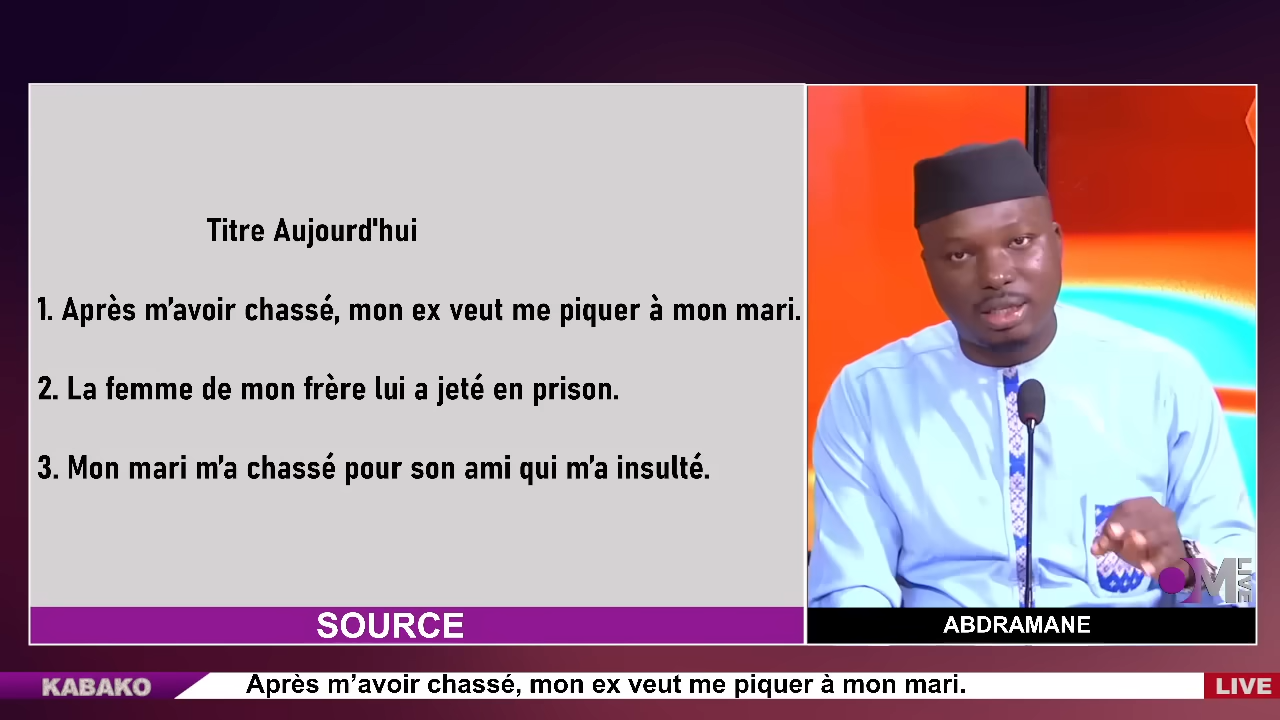 Titre Aujourd'hui
1. Après m’avoir chassé, mon ex veut me piquer à mon mari.
2. La femme de mon frère lui a jeté en prison.
3. Mon mari m’a chassé pour son ami qui m’a insulté.
OM LIVE
SOURCE
ABDRAMANE
KABAKO
Après m’avoir chassé, mon ex veut me piquer à mon mari.
LIVE